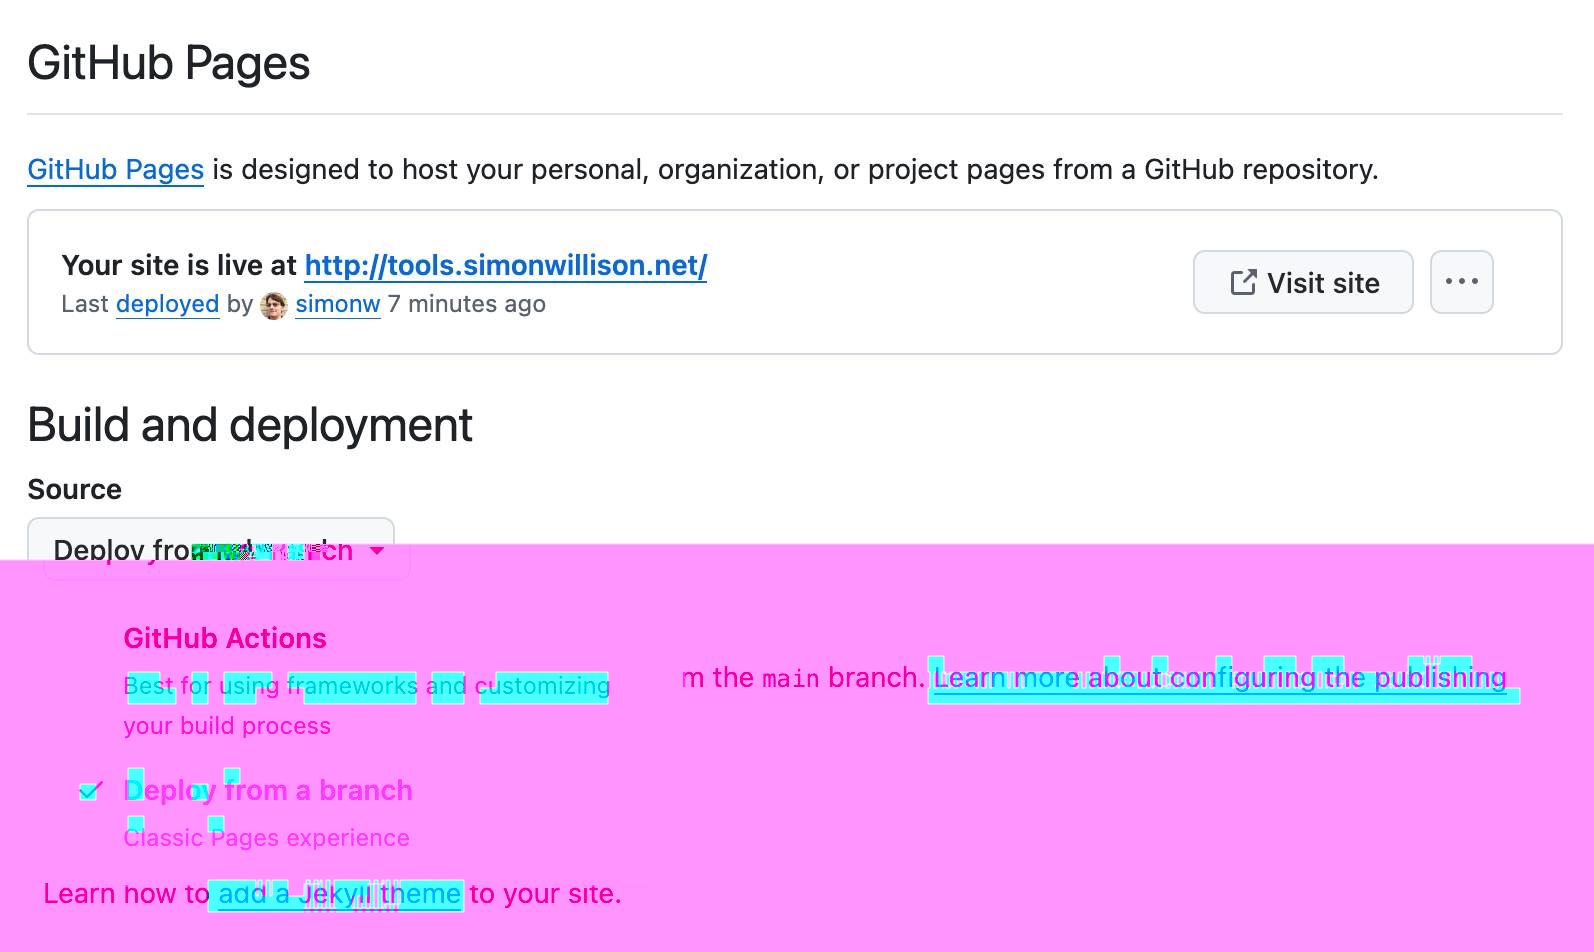 GitHub Pages
GitHub Pages is designed to host your personal, organization, or project pages from a GitHub repository.
Your site is live at http://tools.simonwillison.net/
Visit site
Last deployed by simonw 7 minutes ago
Build and deployment
Source
Deploy from a branch
GitHub Actions
Best for using frameworks and customizing
your build process
the main branch. Learn more about configuring the publishing
Deploy from a branch
Classic Pages experience
Learn how to add a Jekyll theme to your site.